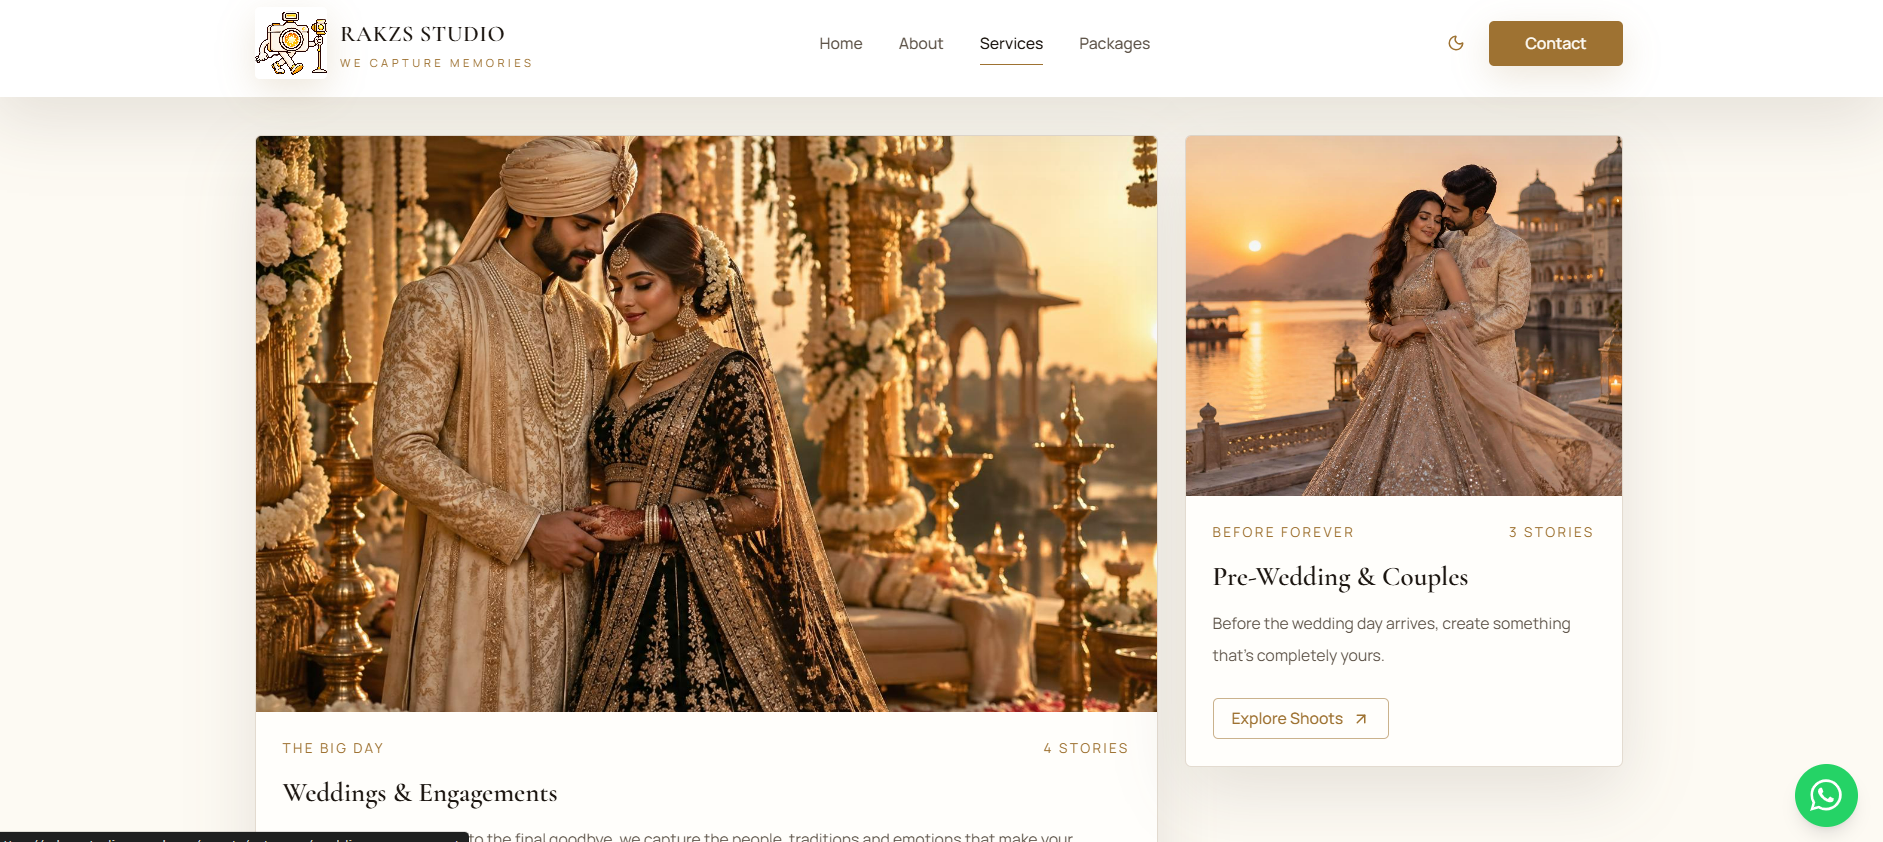 RAKZS STUDIO
WE CAPTURE MEMORIES
Home
About
Services
Packages
Contact
THE BIG DAY
4 STORIES
Weddings & Engagements
to the final goodbye, we capture the people, traditions and emotions that make your
BEFORE FOREVER
3 STORIES
Pre-Wedding & Couples
Before the wedding day arrives, create something
that's completely yours.
Explore Shoots